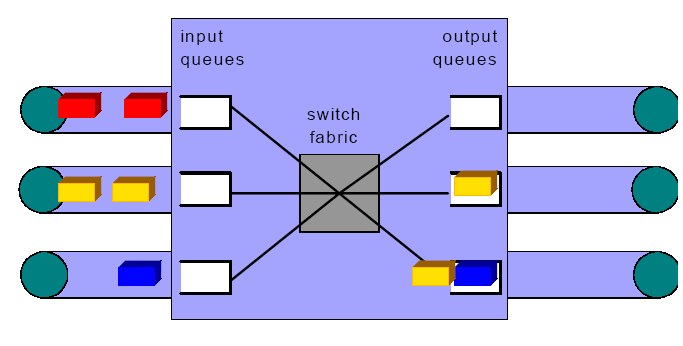 input
queues
output
queues
switch
fabric